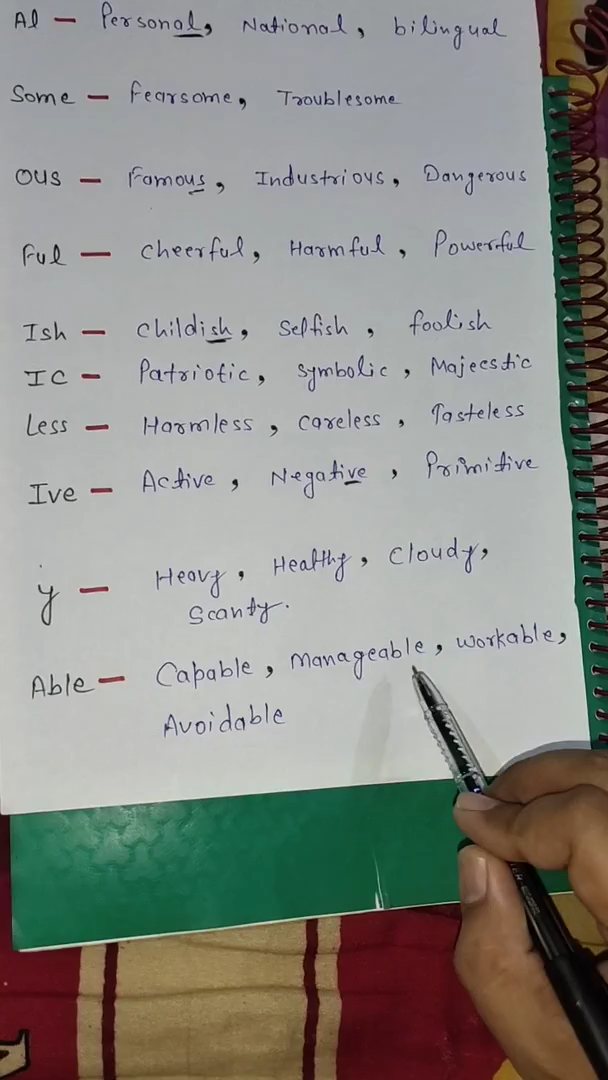 Al - Personal, National, bilingual
Some - Fearsome, Troublesome
OUS - Famous, Industrious, Dangerous
Ful - Cheerful, Harmful, Powerful
Ish - Childish, Selfish, foolish
IC - Patriotic, Symbolic, Majecstic
Less - Harmless, Careless, Tasteless
Ive - Active, Negative, Primitive
y - Heavy, Healthy, Cloudy,
Scanty.
Able - Capable, Manageable, workable,
Avoidable